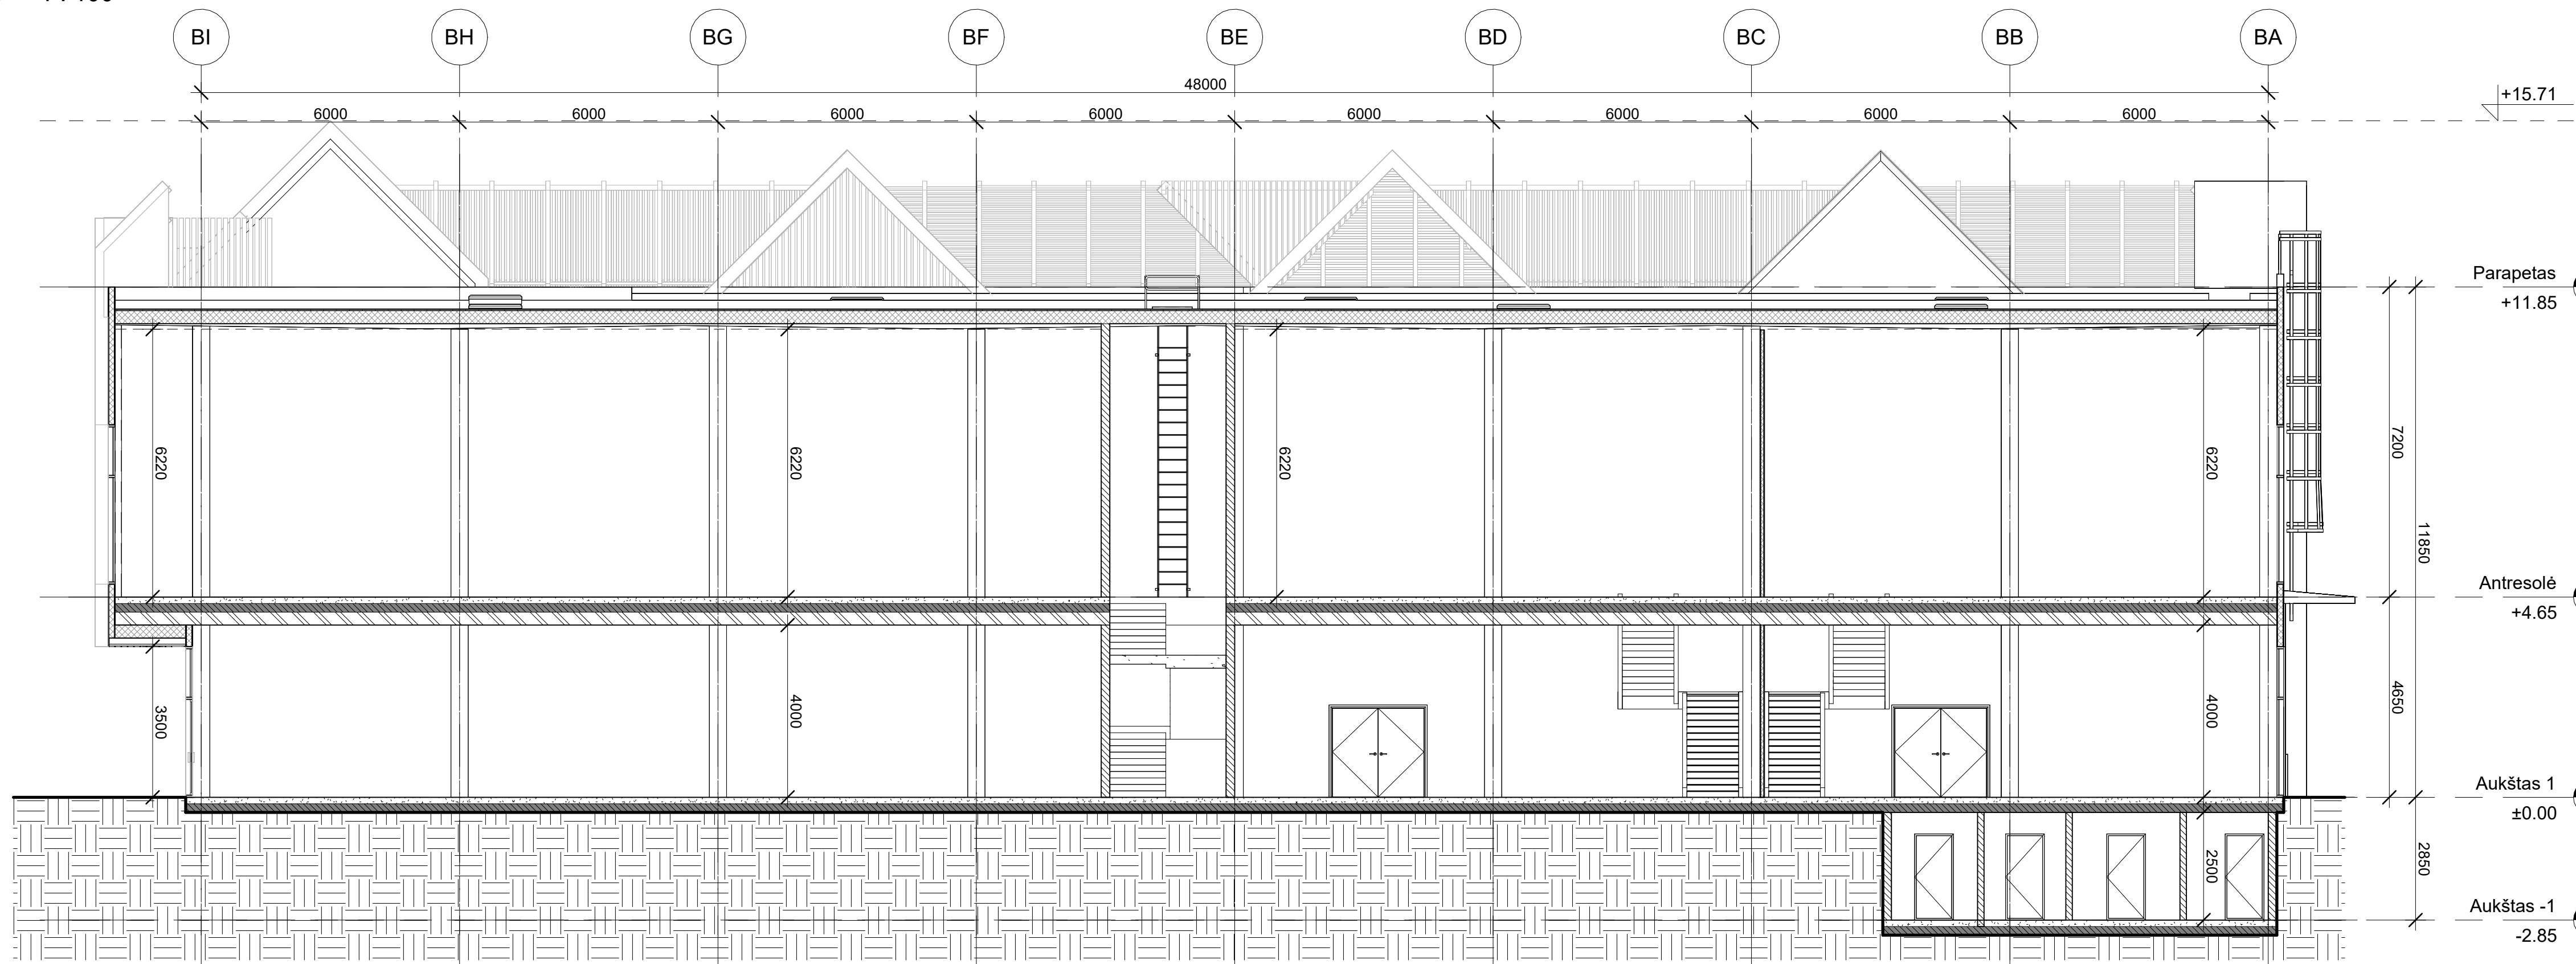 BI BH BG BF BE BD BC BB BA
48000
+15.71
6000 6000 6000 6000 6000 6000 6000 6000
Parapetas
+11.85
6220 6220 6220 6220 7200
11850
Antresolė
+4.65
3500 4000 4000 4650
Aukštas 1
±0.00
2500 2850
Aukštas -1
-2.85